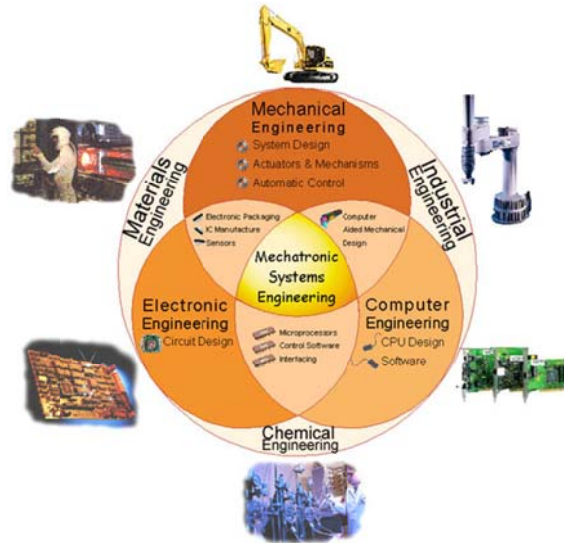 Mechanical
Engineering
System Design
Actuators & Mechanisms
Automatic Control
Materials
Engineering
Industrial
Engineering
Electronic Packaging
IC Manufacture
Sensors
Computer
Aided Mechanical
Design
Mechatronic
Systems
Engineering
Electronic
Engineering
Circuit Design
Computer
Engineering
CPU Design
Software
Microprocessors
Control Software
Interfacing
Chemical
Engineering